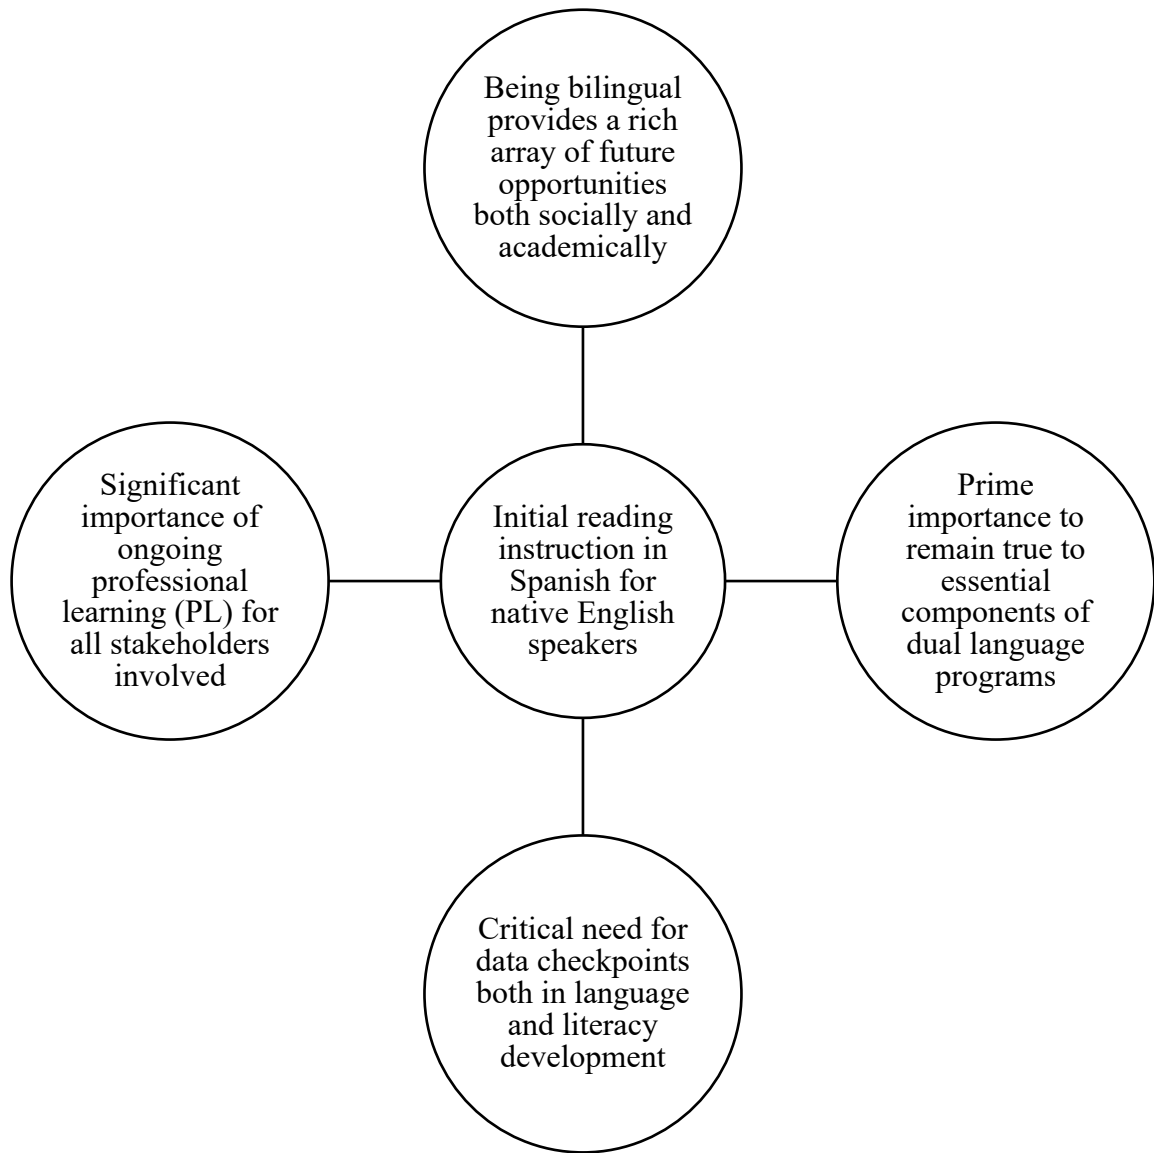 Being bilingual
provides a rich
array of future
opportunities
both socially and
academically
Significant
importance of
ongoing
professional
learning (PL) for
all stakeholders
involved
Initial reading
instruction in
Spanish for
native English
speakers
Prime
importance to
remain true to
essential
components of
dual language
programs
Critical need for
data checkpoints
both in language
and literacy
development